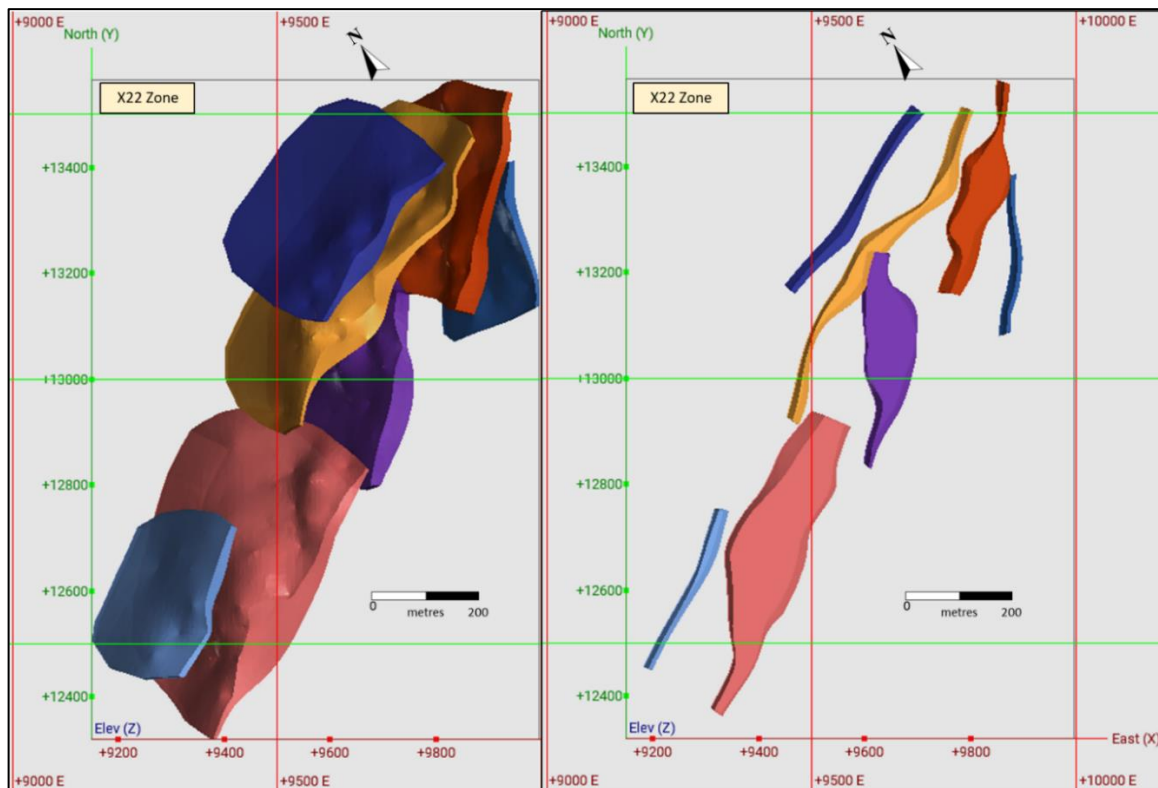 +9000 E
+9500 E
North (Y)
N
X22 Zone
+13400
+13200
+13000
+12800
+12600
+12400
0
200
metres
Elev (Z)
+9200
+9400
+9600
+9800
+9000 E
+9500 E
+9000 E
+9500 E
+10000 E
North (Y)
N
X22 Zone
+13400
+13200
+13000
+12800
+12600
+12400
0
200
metres
Elev (Z)
East (X)
+9200
+9400
+9600
+9800
+9000 E
+9500 E
+10000 E